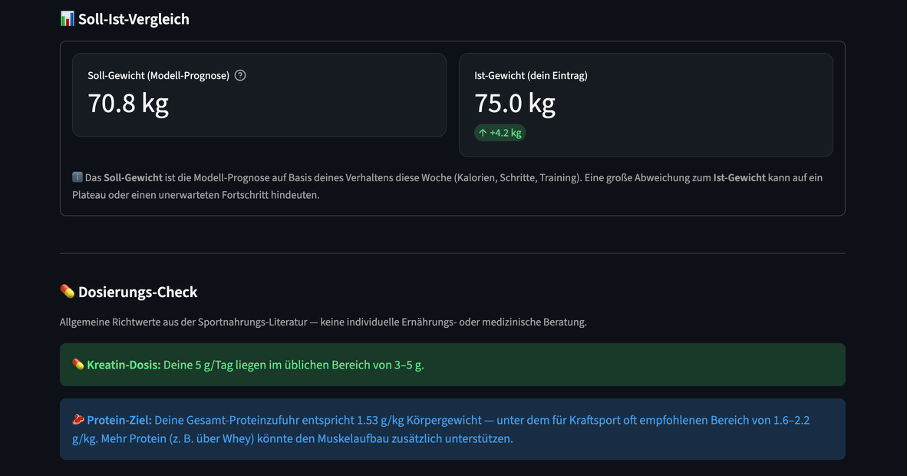 📊 Soll-Ist-Vergleich
Soll-Gewicht (Modell-Prognose) ?
70.8 kg
Ist-Gewicht (dein Eintrag)
75.0 kg
↑ +4.2 kg
ℹ️ Das Soll-Gewicht ist die Modell-Prognose auf Basis deines Verhaltens diese Woche (Kalorien, Schritte, Training). Eine große Abweichung zum Ist-Gewicht kann auf ein
Plateau oder einen unerwarteten Fortschritt hindeuten.
💊 Dosierungs-Check
Allgemeine Richtwerte aus der Sportnahrungs-Literatur — keine individuelle Ernährungs- oder medizinische Beratung.
💊 Kreatin-Dosis: Deine 5 g/Tag liegen im üblichen Bereich von 3–5 g.
🥩 Protein-Ziel: Deine Gesamt-Proteinzufuhr entspricht 1.53 g/kg Körpergewicht — unter dem für Kraftsport oft empfohlenen Bereich von 1.6–2.2
g/kg. Mehr Protein (z. B. über Whey) könnte den Muskelaufbau zusätzlich unterstützen.